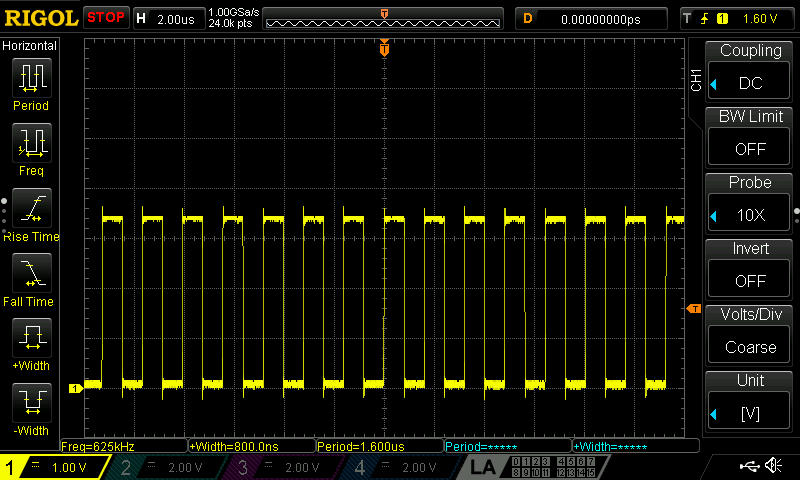 RIGOL STOP H 2.00us 1.00GSa/s 24.0k pts T D 0.00000000ps T 1 1.60 V
Horizontal
Period
Freq
Rise Time
Fall Time
+Width
-Width
T
T
1
CH1
Coupling
DC
BW Limit
OFF
Probe
10X
Invert
OFF
Volts/Div
Coarse
Unit
[V]
Freq=625kHz +Width=800.0ns Period=1.600us Period=***** +Width=*****
1 1.00 V 2 2.00 V 3 2.00 V 4 2.00 V LA 0 1 2 3 4 5 6 7
8 9 10 11 12 13 14 15